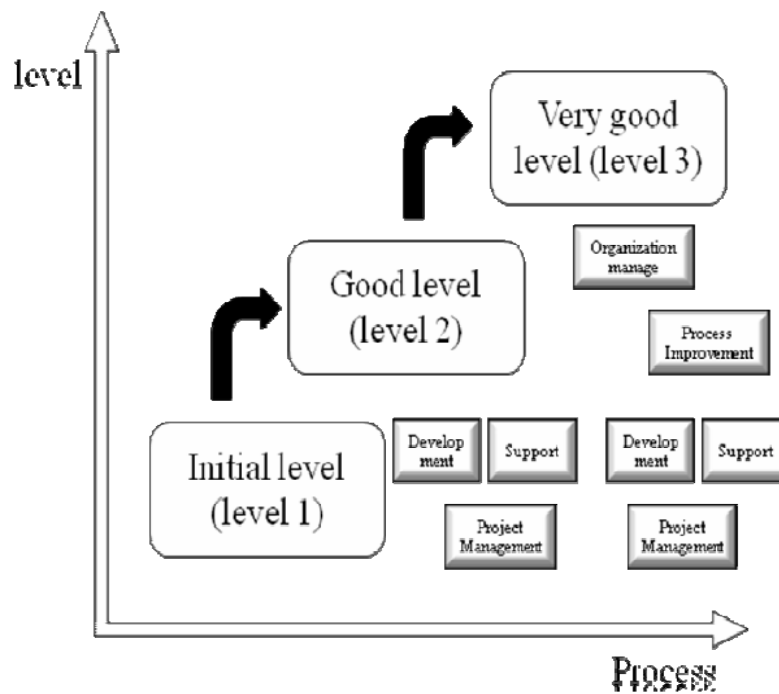 level
Very good
level (level 3)
Organization
manage
Good level
(level 2)
Process
Improvement
Initial level
(level 1)
Develop
ment
Support
Develop
ment
Support
Project
Management
Project
Management
Process